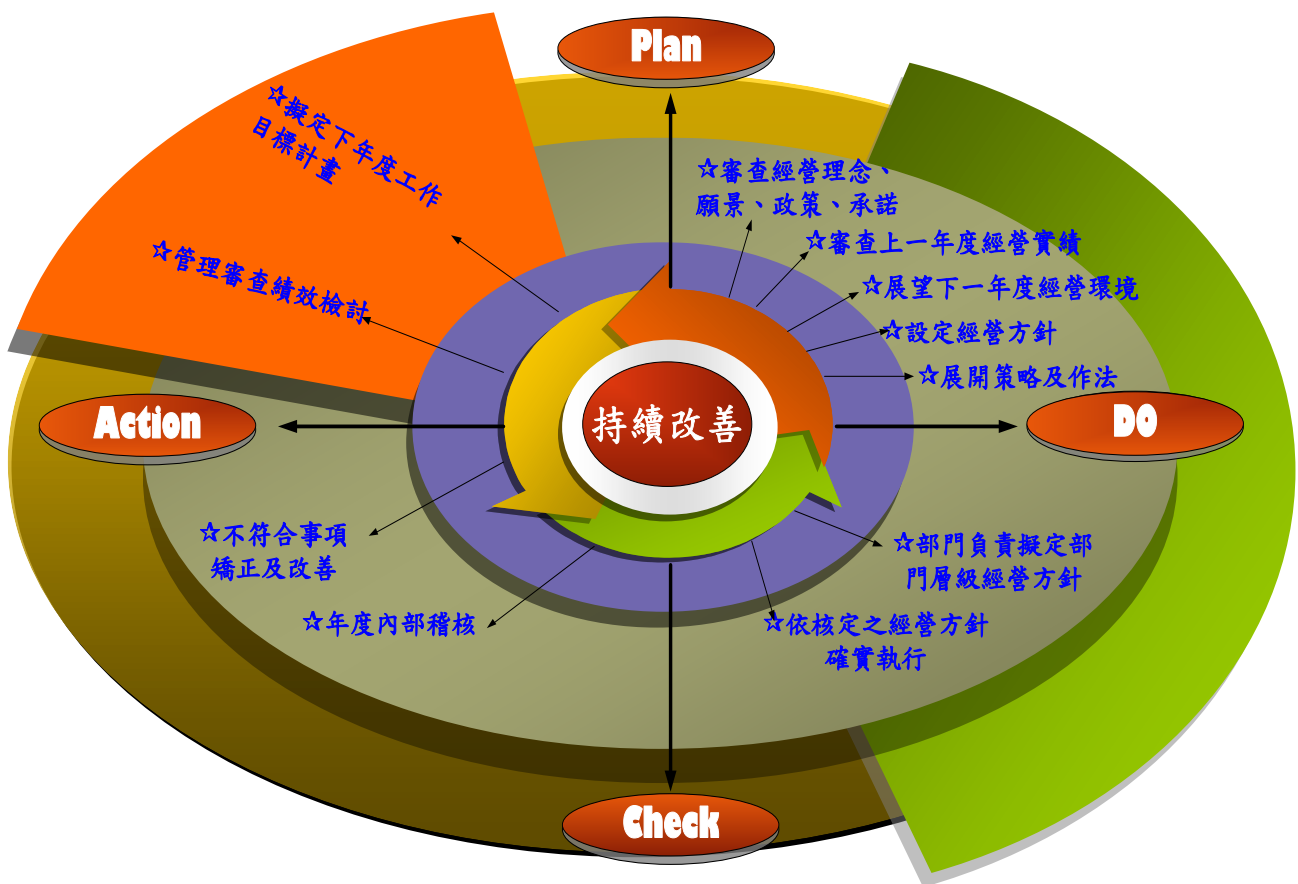 Plan
☆審查經營理念、
願景、政策、承諾
☆審查上一年度經營實績
☆展望下一年度經營環境
☆設定經營方針
☆展開策略及作法
DO
☆部門負責擬定部
門層級經營方針
☆依核定之經營方針
確實執行
Check
☆年度內部稽核
☆不符合事項
矯正及改善
Action
☆管理審查績效檢討
☆擬定下年度工作
目標計畫
持續改善